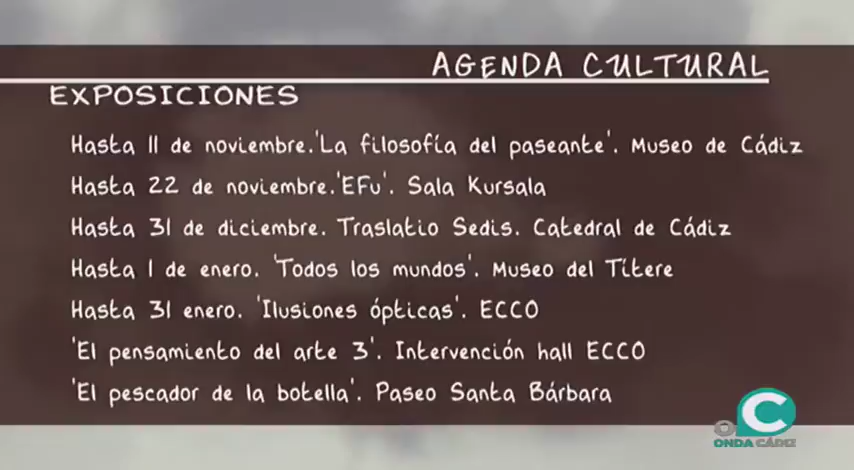 AGENDA CULTURAL
EXPOSICIONES
Hasta 11 de noviembre.'La filosofía del paseante'. Museo de Cádiz
Hasta 22 de noviembre.'EFu'. Sala Kursala
Hasta 31 de diciembre. Traslatio Sedis. Catedral de Cádiz
Hasta 1 de enero. 'Todos los mundos'. Museo del Títere
Hasta 31 enero. 'Ilusiones ópticas'. ECCO
'El pensamiento del arte 3'. Intervención hall ECCO
'El pescador de la botella'. Paseo Santa Bárbara
OC
ONDA CÁDIZ